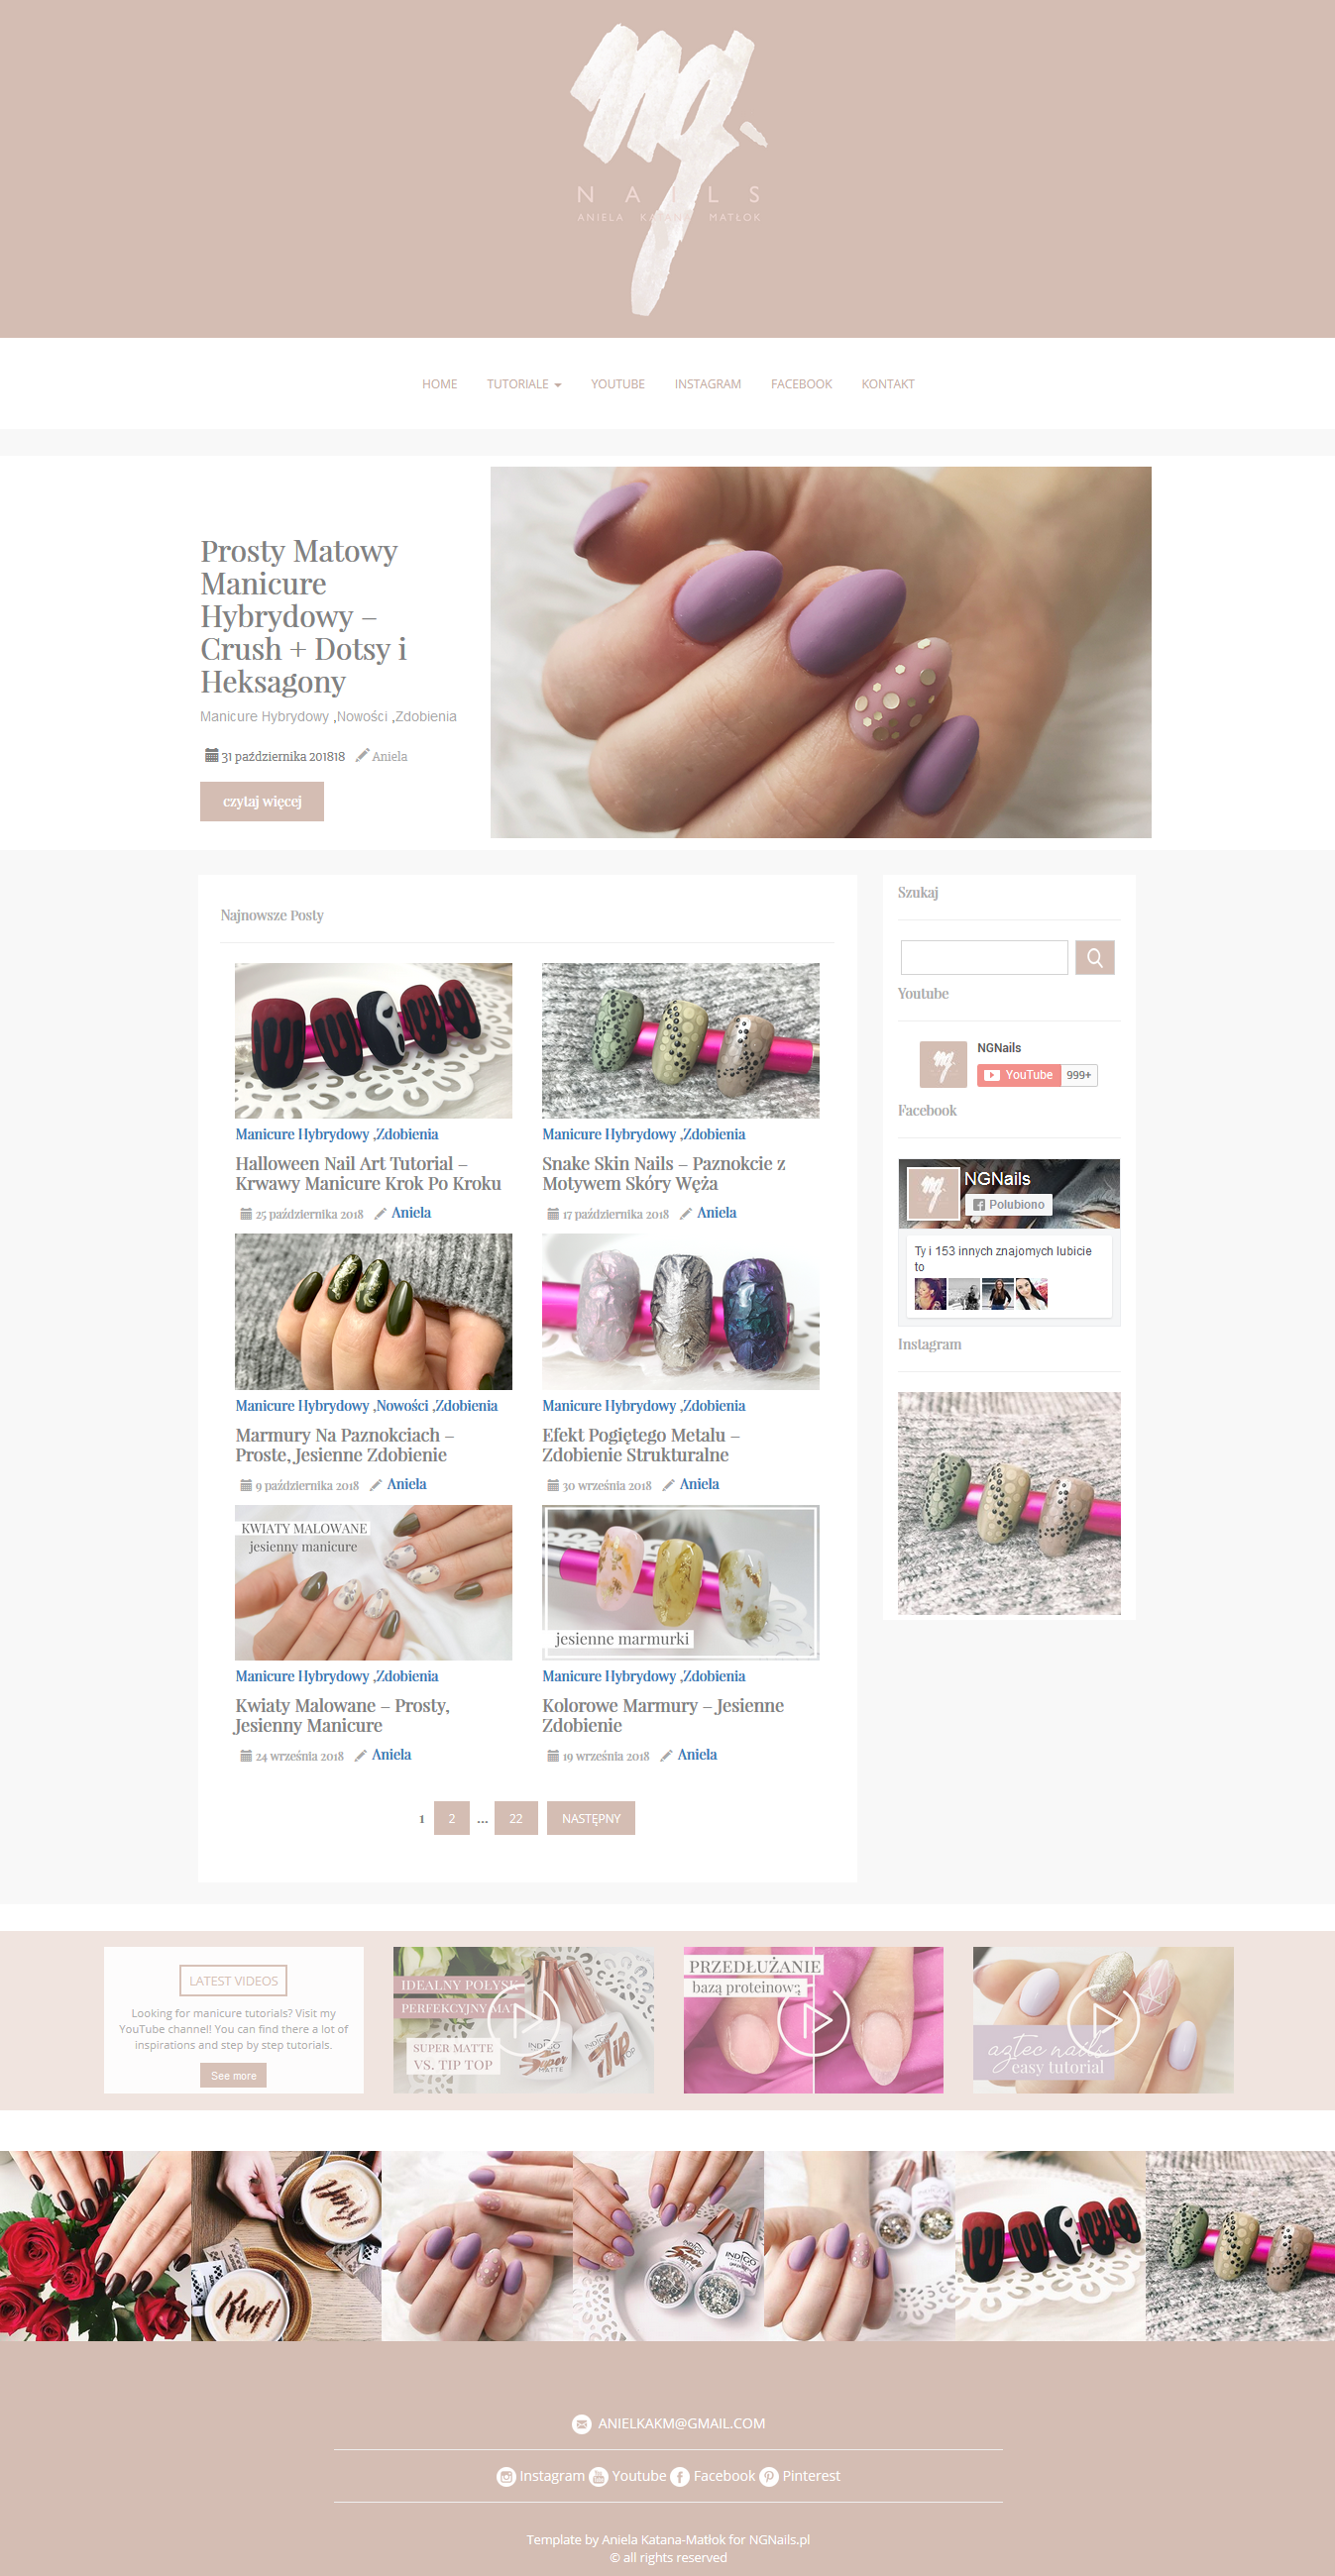 NAILS
ANIELA KATANA MATŁOK
HOME TUTORIALE YOUTUBE INSTAGRAM FACEBOOK KONTAKT
Prosty Matowy
Manicure
Hybrydowy –
Crush + Dotsy i
Heksagony
Manicure Hybrydowy ,Nowości ,Zdobienia
31 października 201818 Aniela
czytaj więcej
Najnowsze Posty
Manicure Hybrydowy ,Zdobienia
Halloween Nail Art Tutorial –
Krwawy Manicure Krok Po Kroku
25 października 2018 Aniela
Manicure Hybrydowy ,Zdobienia
Snake Skin Nails – Paznokcie z
Motywem Skóry Węża
17 października 2018 Aniela
Manicure Hybrydowy ,Nowości ,Zdobienia
Marmury Na Paznokciach –
Proste, Jesienne Zdobienie
9 października 2018 Aniela
Manicure Hybrydowy ,Zdobienia
Efekt Pogiętego Metalu –
Zdobienie Strukturalne
30 września 2018 Aniela
KWIATY MALOWANE
jesienny manicure
Manicure Hybrydowy ,Zdobienia
Kwiaty Malowane – Prosty,
Jesienny Manicure
24 września 2018 Aniela
jesienne marmurki
Manicure Hybrydowy ,Zdobienia
Kolorowe Marmury – Jesienne
Zdobienie
19 września 2018 Aniela
1 2 ... 22 NASTĘPNY
Szukaj
Youtube
NGNails
YouTube 999+
Facebook
NGNails
Polubiono
Ty i 153 innych znajomych lubicie
to
Instagram
LATEST VIDEOS
Looking for manicure tutorials? Visit my
YouTube channel! You can find there a lot of
inspirations and step by step tutorials.
See more
IDEALNY POŁYSK
PERFEKCYJNY MAT
SUPER MATTE
VS. TIP TOP
INDIGO
Super
MATTE
INDIGO
Tip
TOP
PRZEDŁUŻANIE
bazą proteinową
aztec nails
easy tutorial
Kruf!
INDIGO
INDIGO
ANIELKAKM@GMAIL.COM
Instagram Youtube Facebook Pinterest
Template by Aniela Katana-Matłok for NGNails.pl
© all rights reserved